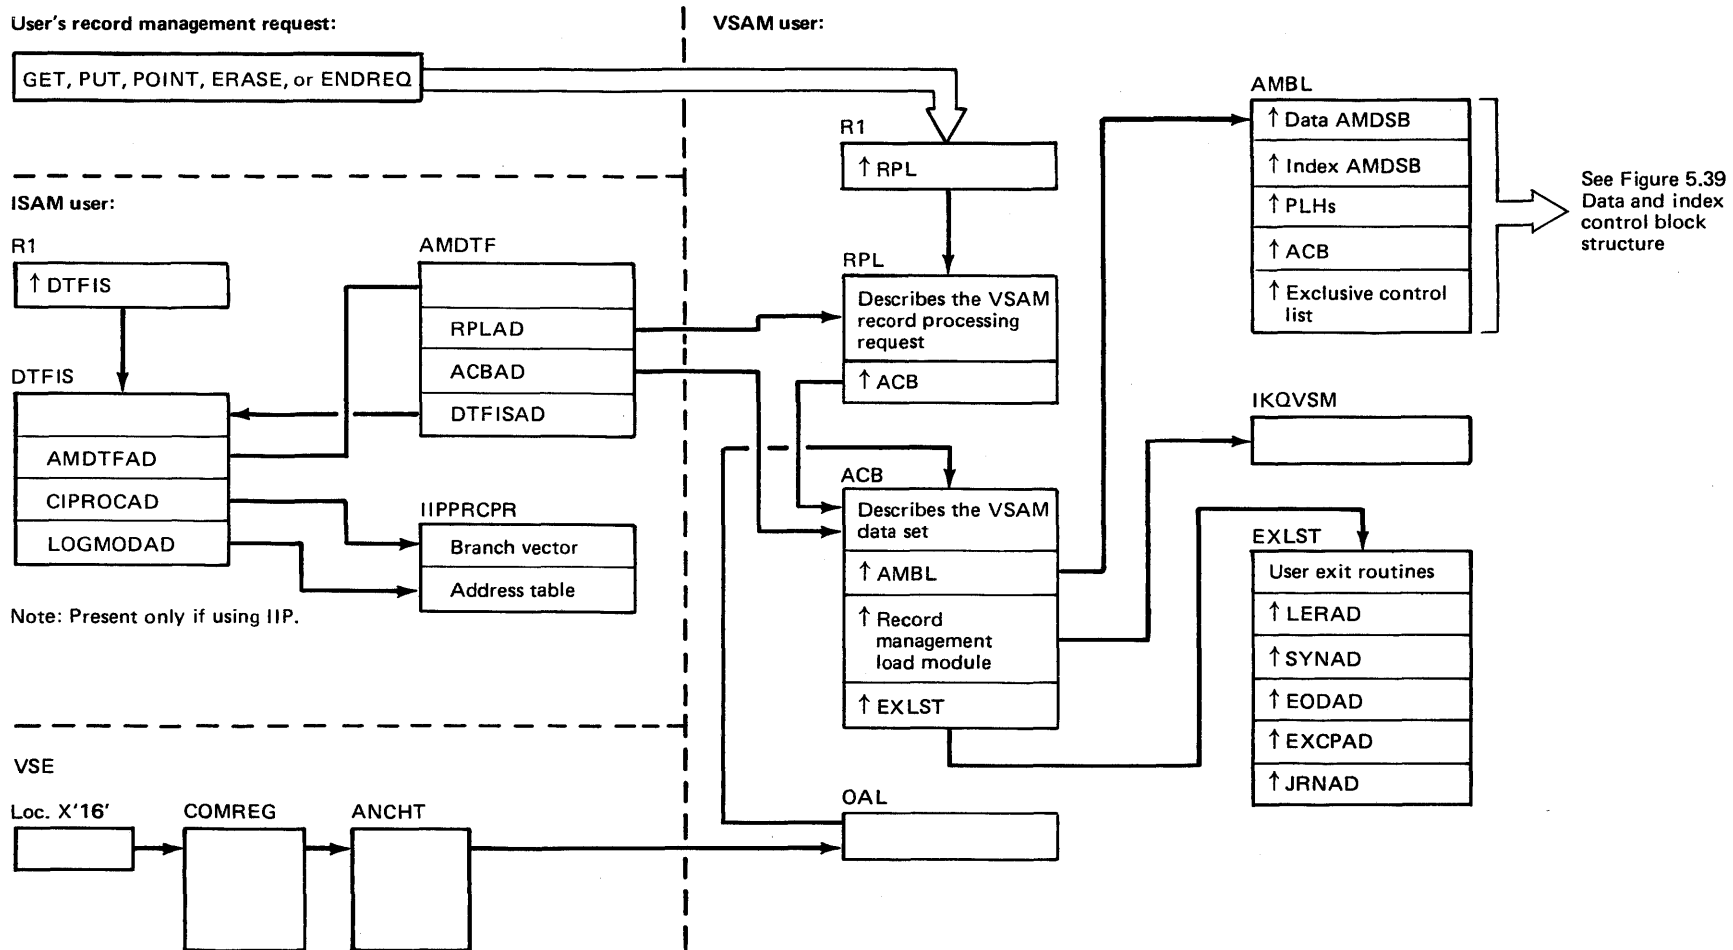 User's record management request:
GET, PUT, POINT, ERASE, or ENDREQ
ISAM user:
R1
↑ DTFIS
DTFIS
AMDTFAD
CIPROCAD
LOGMODAD
Note: Present only if using IIP.
AMDTF
RPLAD
ACBAD
DTFISAD
IIPPRCPR
Branch vector
Address table
VSE
Loc. X'16'
COMREG
ANCHT
VSAM user:
R1
↑ RPL
RPL
Describes the VSAM
record processing
request
↑ ACB
ACB
Describes the VSAM
data set
↑ AMBL
↑ Record
management
load module
↑ EXLST
OAL
AMBL
↑ Data AMDSB
↑ Index AMDSB
↑ PLHs
↑ ACB
↑ Exclusive control
list
See Figure 5.39
Data and index
control block
structure
IKQVSM
EXLST
User exit routines
↑ LERAD
↑ SYNAD
↑ EODAD
↑ EXCPAD
↑ JRNAD